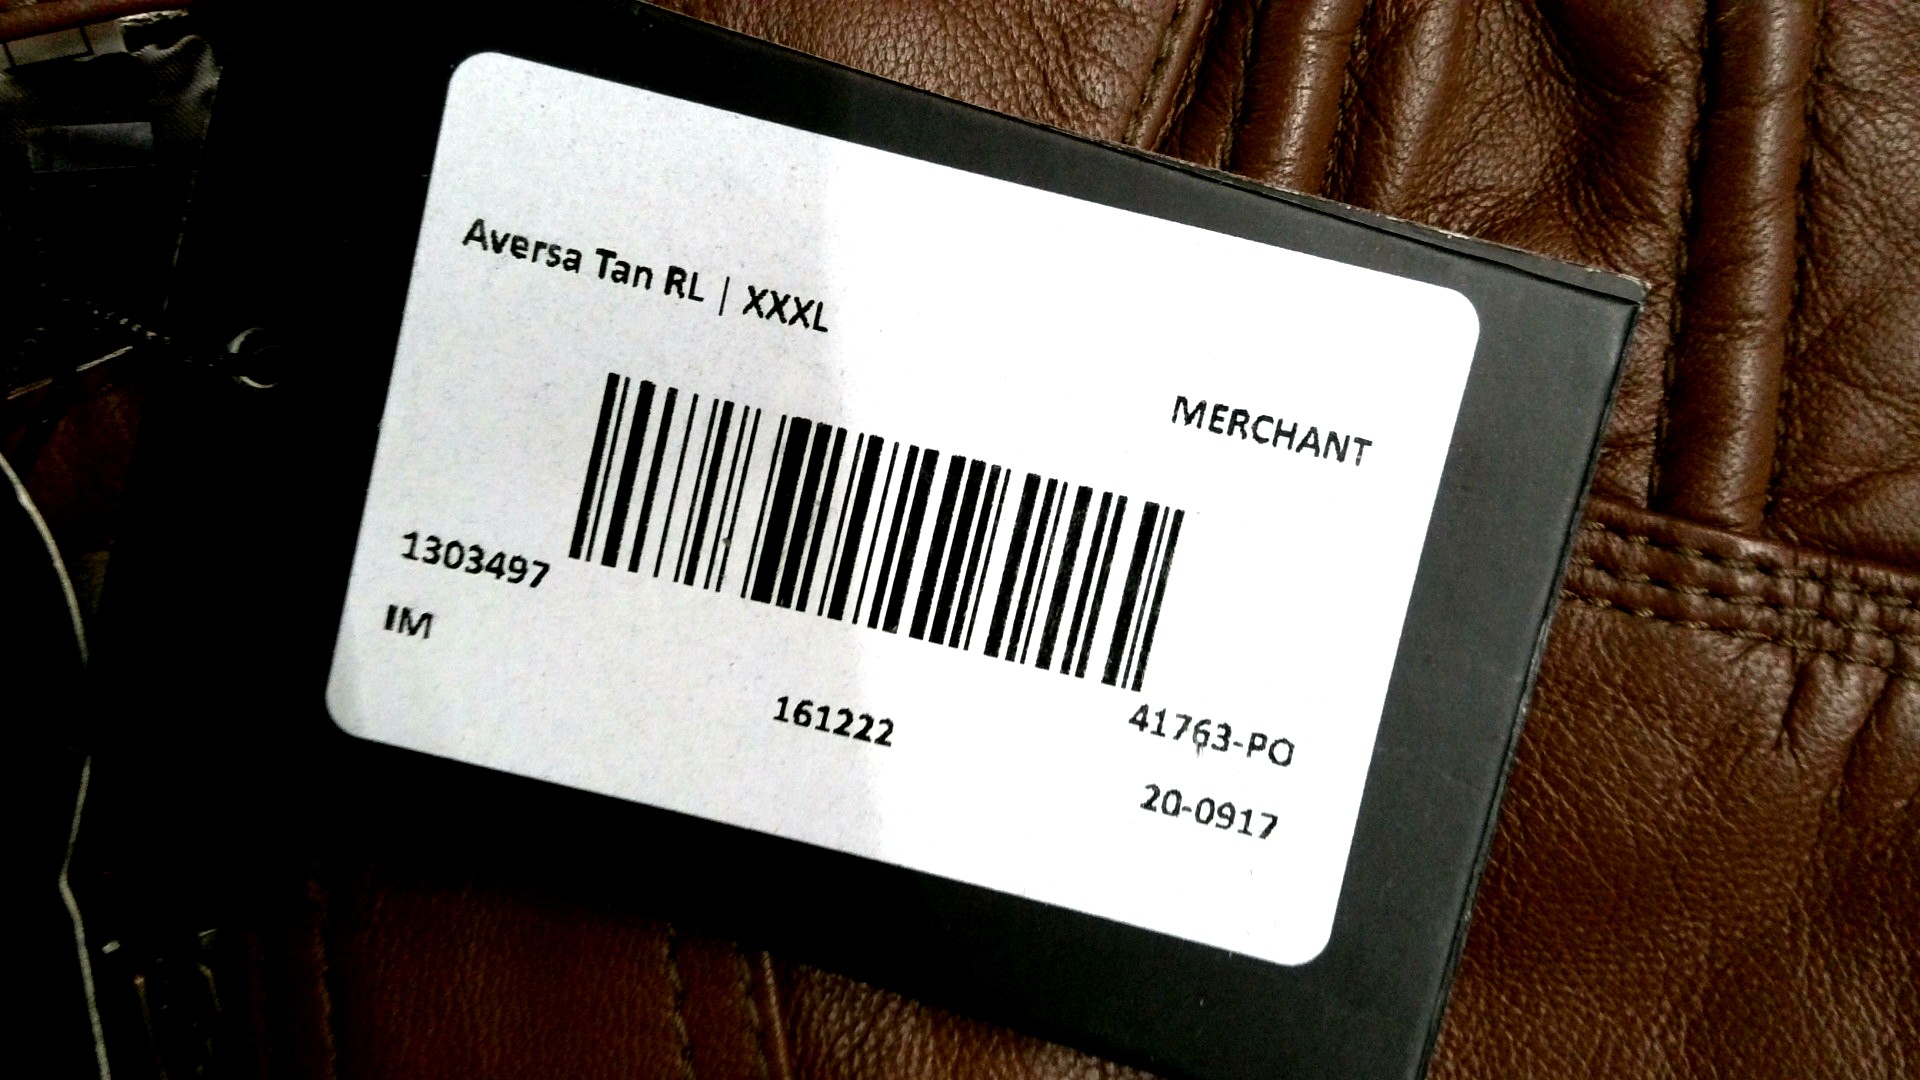 Aversa Tan RL | XXXL
MERCHANT
1303497
IM
161222
41763-PO
20-0917